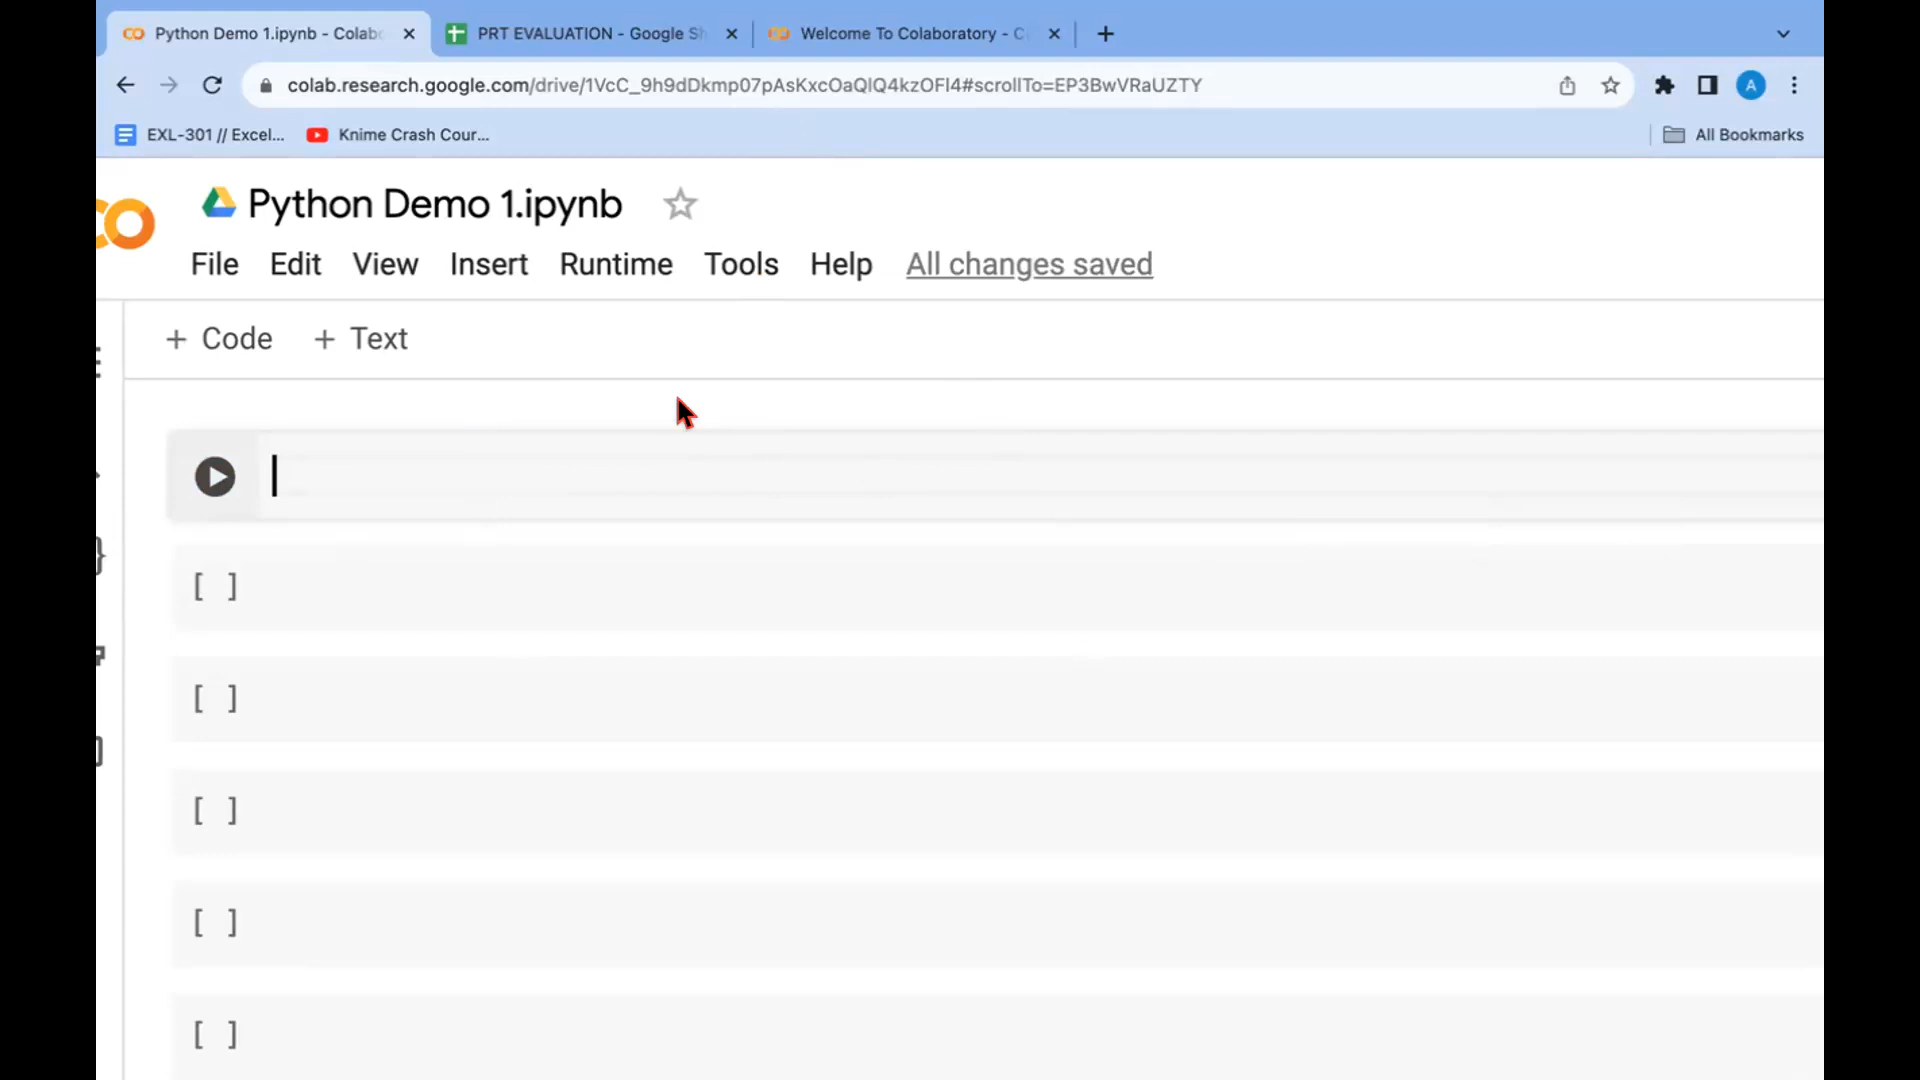 Python Demo 1.ipynb - Colab
PRT EVALUATION - Google Sh
Welcome To Colaboratory - C
colab.research.google.com/drive/1VcC_9h9dDkmp07pAsKxcOaQlQ4kzOFl4#scrollTo=EP3BwVRaUZTY
A
EXL-301 // Excel...
Knime Crash Cour...
All Bookmarks
Python Demo 1.ipynb
File Edit View Insert Runtime Tools Help All changes saved
+ Code + Text
[ ]
[ ]
[ ]
[ ]
[ ]